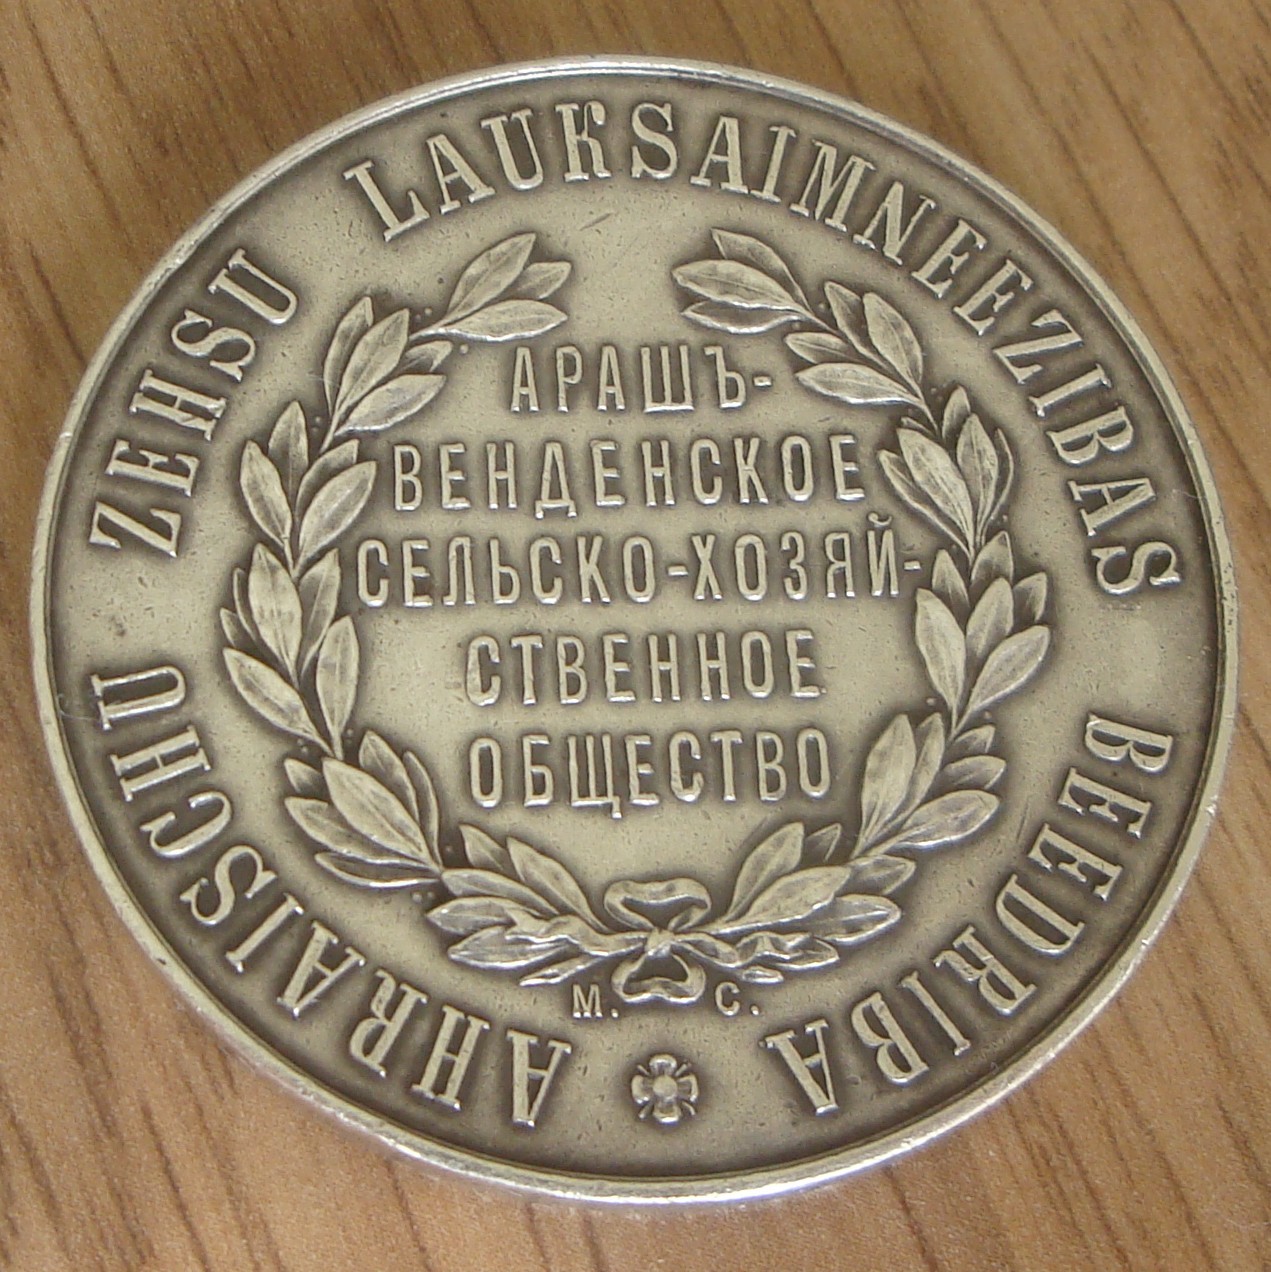 AHRAISCHU ZEHSU LAUKSAIMNEEZIBAS BEEDRIBA
АРАШЪ-
ВЕНДЕНСКОЕ
СЕЛЬСКО-ХОЗЯЙ-
СТВЕННОЕ
ОБЩЕСТВО
М. С.